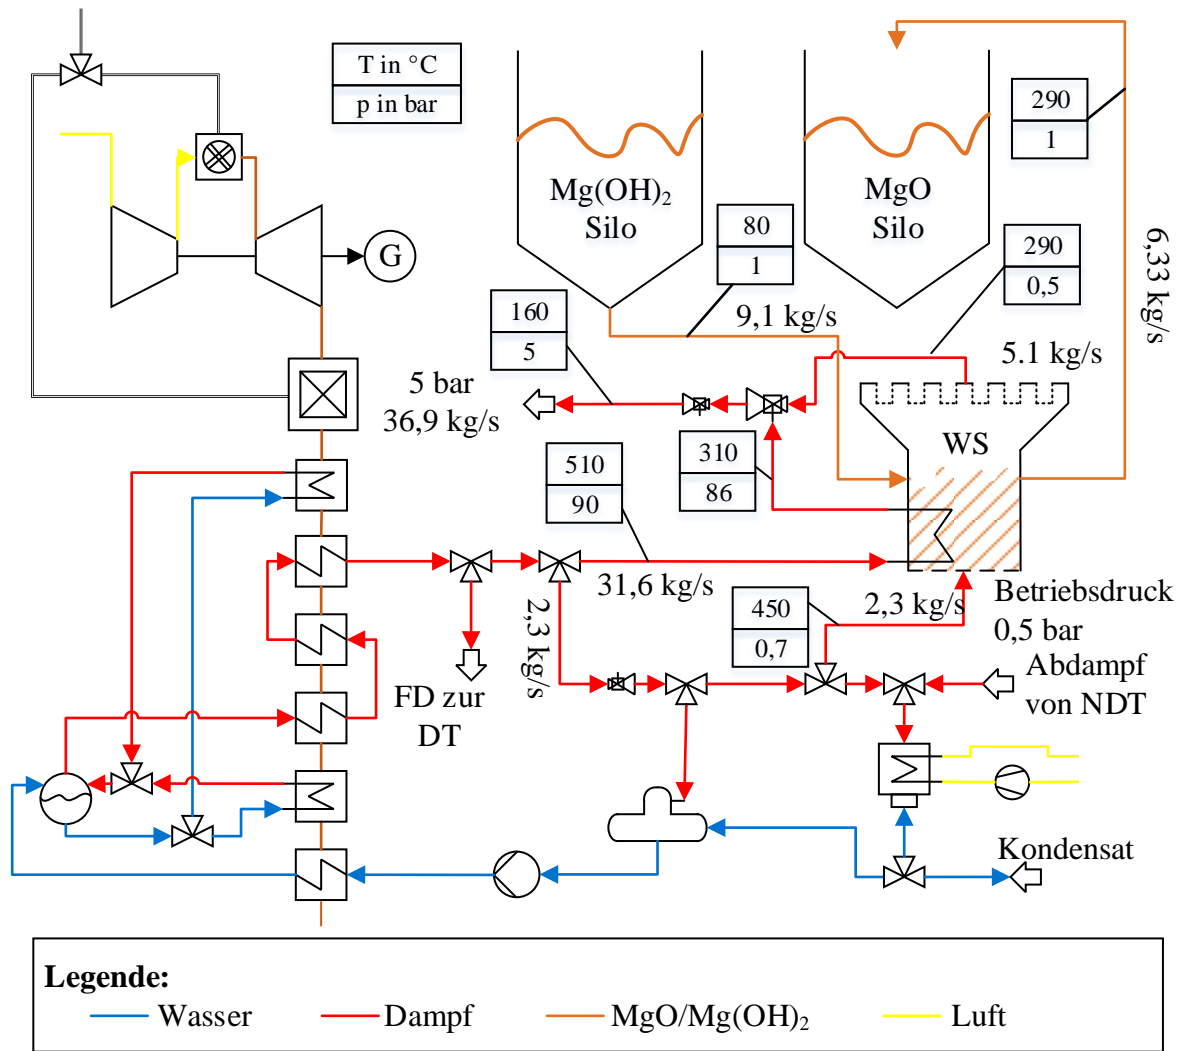 T in °C
p in bar
290
1
Mg(OH)₂
Silo
MgO
Silo
80
1
290
0,5
6,33 kg/s
G
160
5
9,1 kg/s
5.1 kg/s
5 bar
36,9 kg/s
WS
510
90
310
86
31,6 kg/s
2,3 kg/s
450
0,7
2,3 kg/s
Betriebsdruck
0,5 bar
FD zur
DT
Abdampf
von NDT
Kondensat
Legende:
Wasser
Dampf
MgO/Mg(OH)₂
Luft